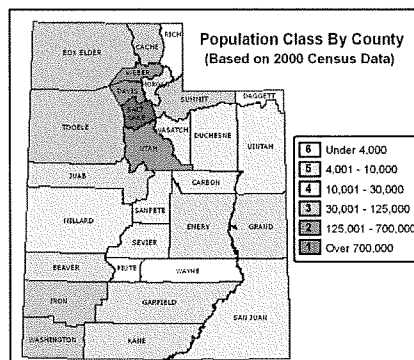 Population Class By County
(Based on 2000 Census Data)
BOX ELDER
CACHE
RICH
WEBER
MORGAN
DAVIS
SALT LAKE
SUMMIT
DAGGETT
TOOELE
WASATCH
DUCHESNE
UINTAH
UTAH
JUAB
CARBON
SANPETE
MILLARD
EMERY
GRAND
SEVIER
BEAVER
PIUTE
WAYNE
IRON
GARFIELD
SAN JUAN
WASHINGTON
KANE
6 Under 4,000
5 4,001 - 10,000
4 10,001 - 30,000
3 30,001 - 125,000
2 125,001 - 700,000
1 Over 700,000